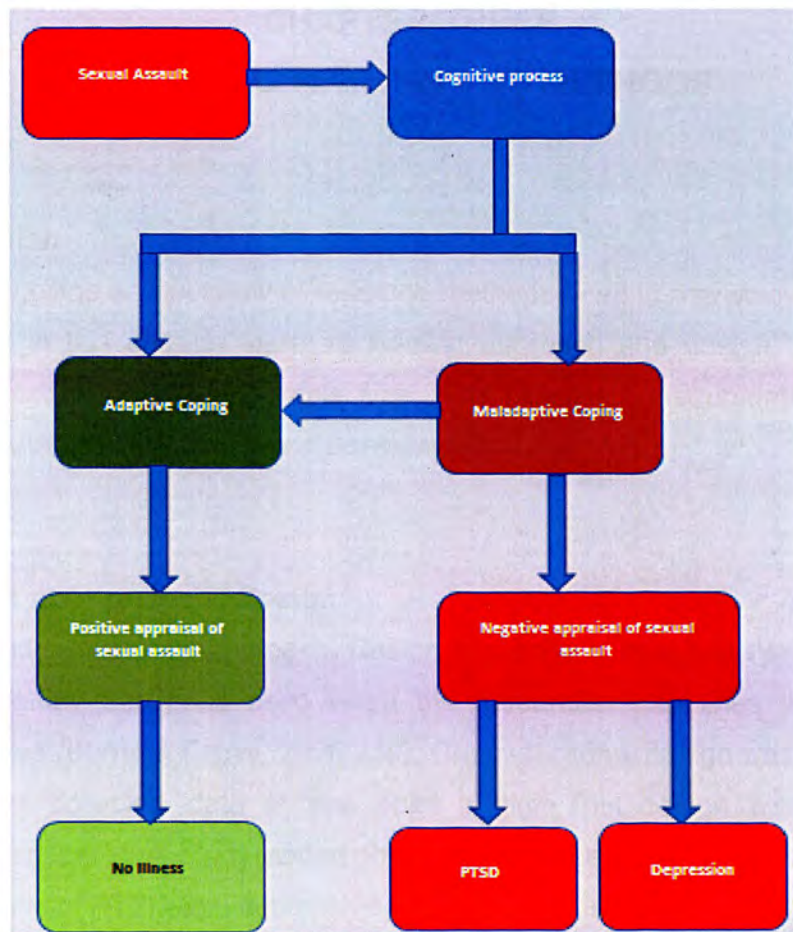 Sexual Assault
Cognitive process
Adaptive Coping
Maladaptive Coping
Positive appraisal of
sexual assault
Negative appraisal of sexual
assault
No Illness
PTSD
Depression